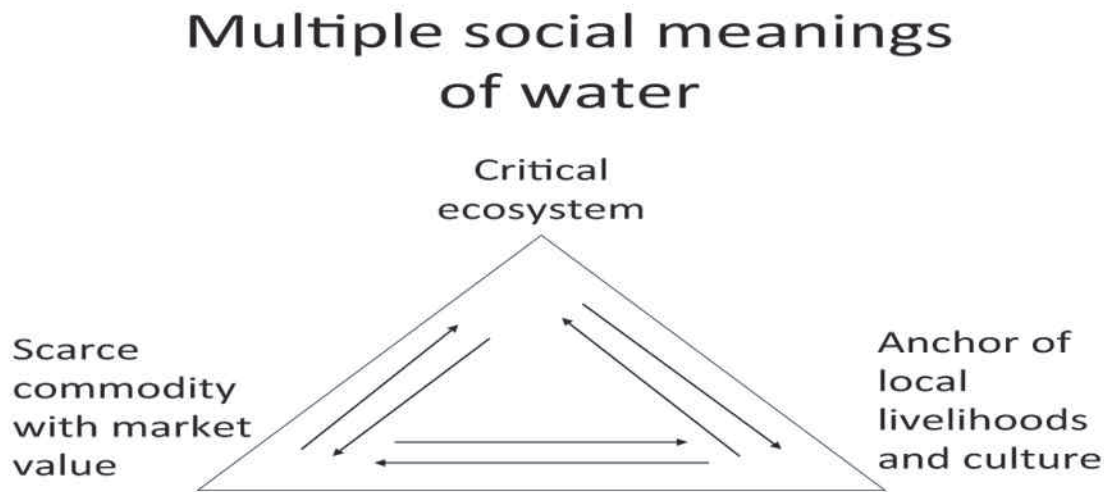 Multiple social meanings
of water
Critical
ecosystem
Scarce
commodity
with market
value
Anchor of
local
livelihoods
and culture